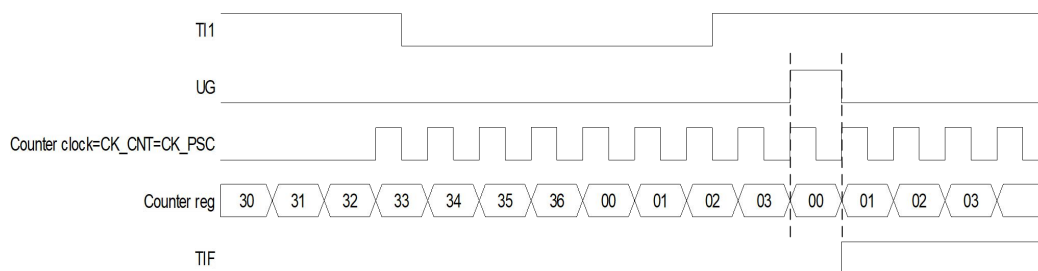 TI1
UG
Counter clock=CK_CNT=CK_PSC
Counter reg 30 31 32 33 34 35 36 00 01 02 03 00 01 02 03
TIF